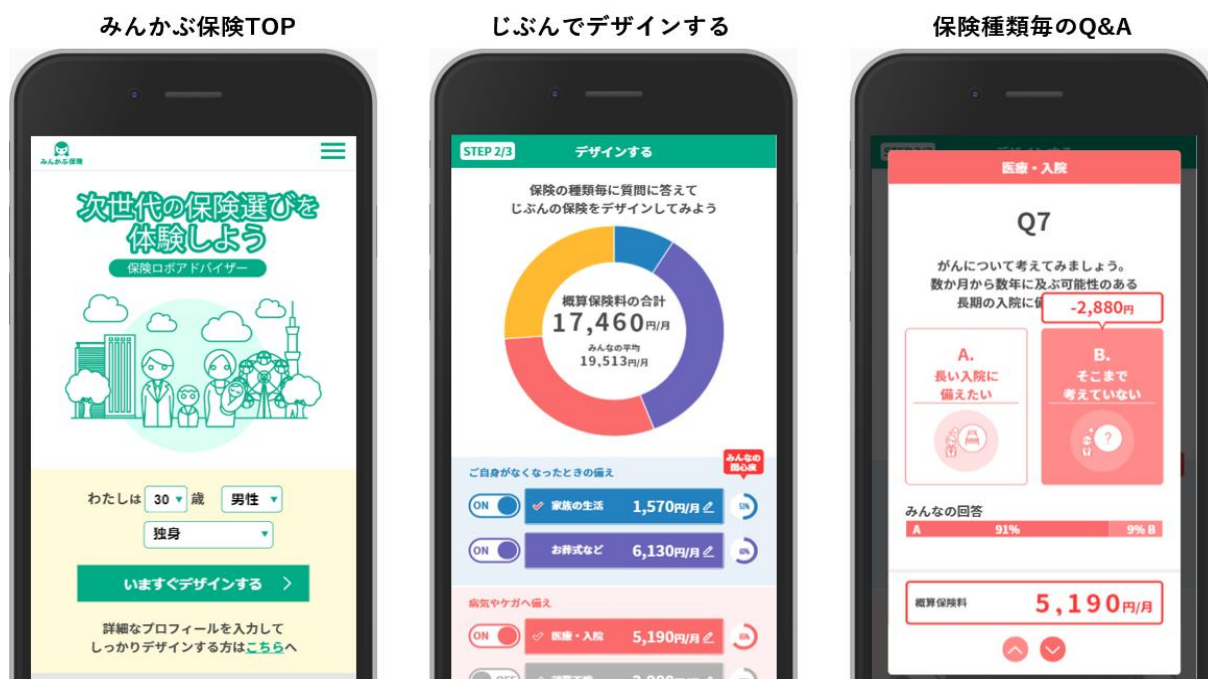 みんかぶ保険TOP
みんかぶ保険
次世代の保険選びを
体験しよう
保険ロボアドバイザー
わたしは 30 歳 男性
独身
いますぐデザインする
詳細なプロフィールを入力して
しっかりデザインする方はこちらへ
じぶんでデザインする
STEP 2/3 デザインする
保険の種類毎に質問に答えて
じぶんの保険をデザインしてみよう
概算保険料の合計
17,460円/月
みんなの平均
19,513円/月
みんなの
関心度
ご自身がなくなったときの備え
ON 家族の生活 1,570円/月
ON お葬式など 6,130円/月
病気やケガへ備え
ON 医療・入院 5,190円/月
OFF
保険種類毎のQ&A
医療・入院
Q7
がんについて考えてみましょう。
数か月から数年に及ぶ可能性のある
長期の入院に
-2,880円
A.
長い入院に
備えたい
B.
そこまで
考えていない
みんなの回答
A 91% 9% B
概算保険料 5,190円/月